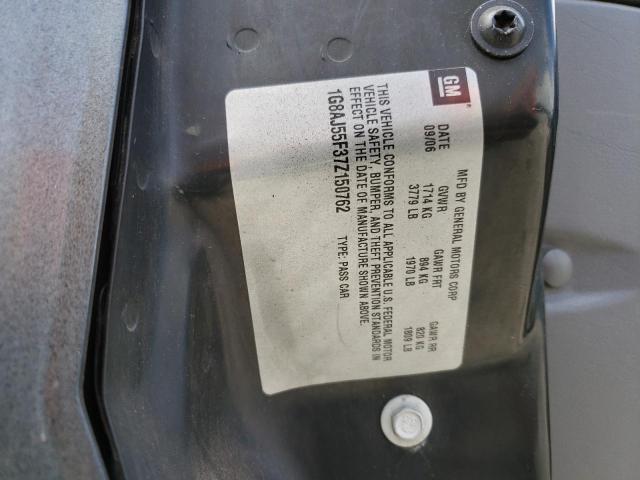 GM
MFD BY GENERAL MOTORS CORP
DATE GVWR GAWR FRT GAWR RR
09/06 1714 KG 894 KG 820 KG
3779 LB 1970 LB 1809 LB
THIS VEHICLE CONFORMS TO ALL APPLICABLE U.S. FEDERAL MOTOR
VEHICLE SAFETY, BUMPER, AND THEFT PREVENTION STANDARDS IN
EFFECT ON THE DATE OF MANUFACTURE SHOWN ABOVE.
1G8AJ55F37Z150762 TYPE: PASS CAR